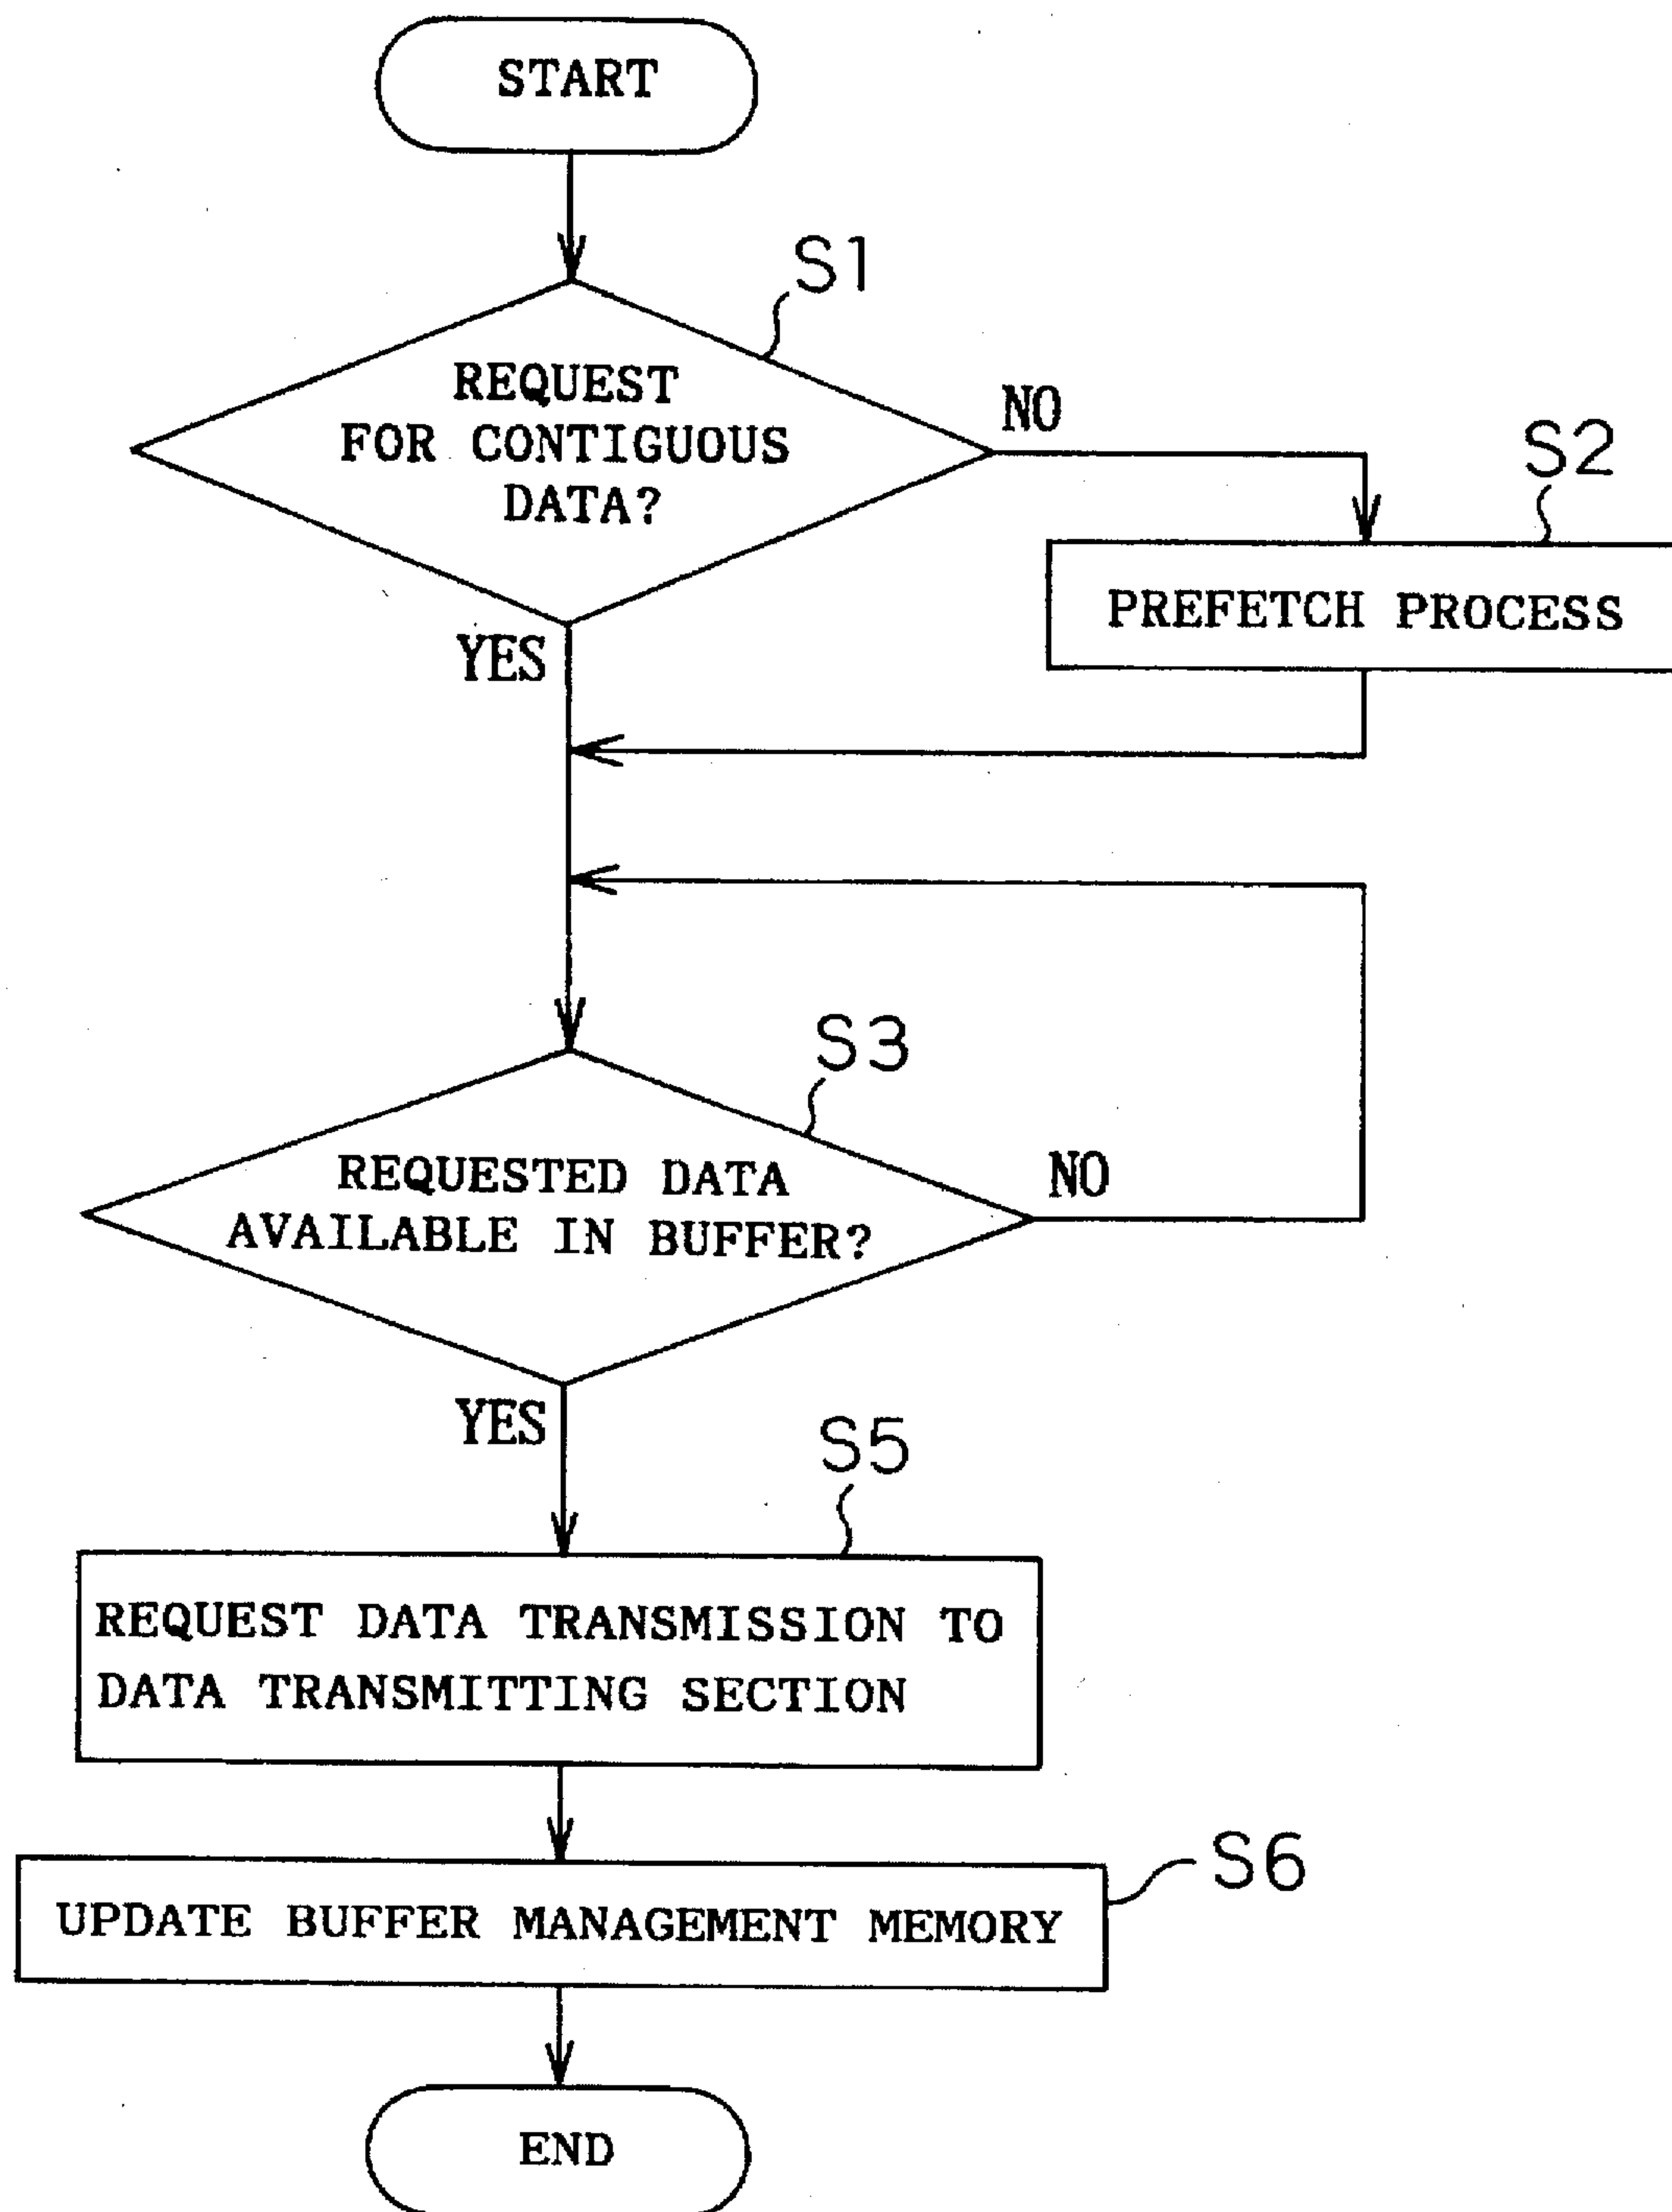 START
S1
REQUEST
FOR CONTIGUOUS
DATA?
NO
S2
PREFETCH PROCESS
YES
S3
REQUESTED DATA
AVAILABLE IN BUFFER?
NO
YES
S5
REQUEST DATA TRANSMISSION TO
DATA TRANSMITTING SECTION
UPDATE BUFFER MANAGEMENT MEMORY
S6
END